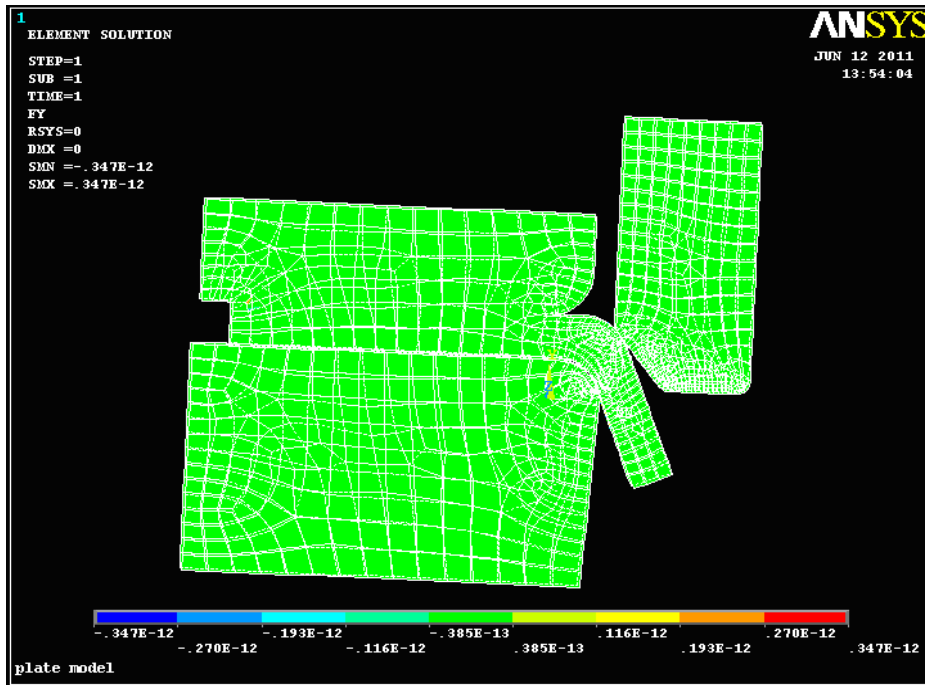 1
ELEMENT SOLUTION
STEP=1
SUB =1
TIME=1
FY
RSYS=0
DMX =0
SMN =-.347E-12
SMX =.347E-12
ANSYS
JUN 12 2011
13:54:04
Z
-.347E-12 -.193E-12 -.385E-13 .116E-12 .270E-12
-.270E-12 -.116E-12 .385E-13 .193E-12 .347E-12
plate model